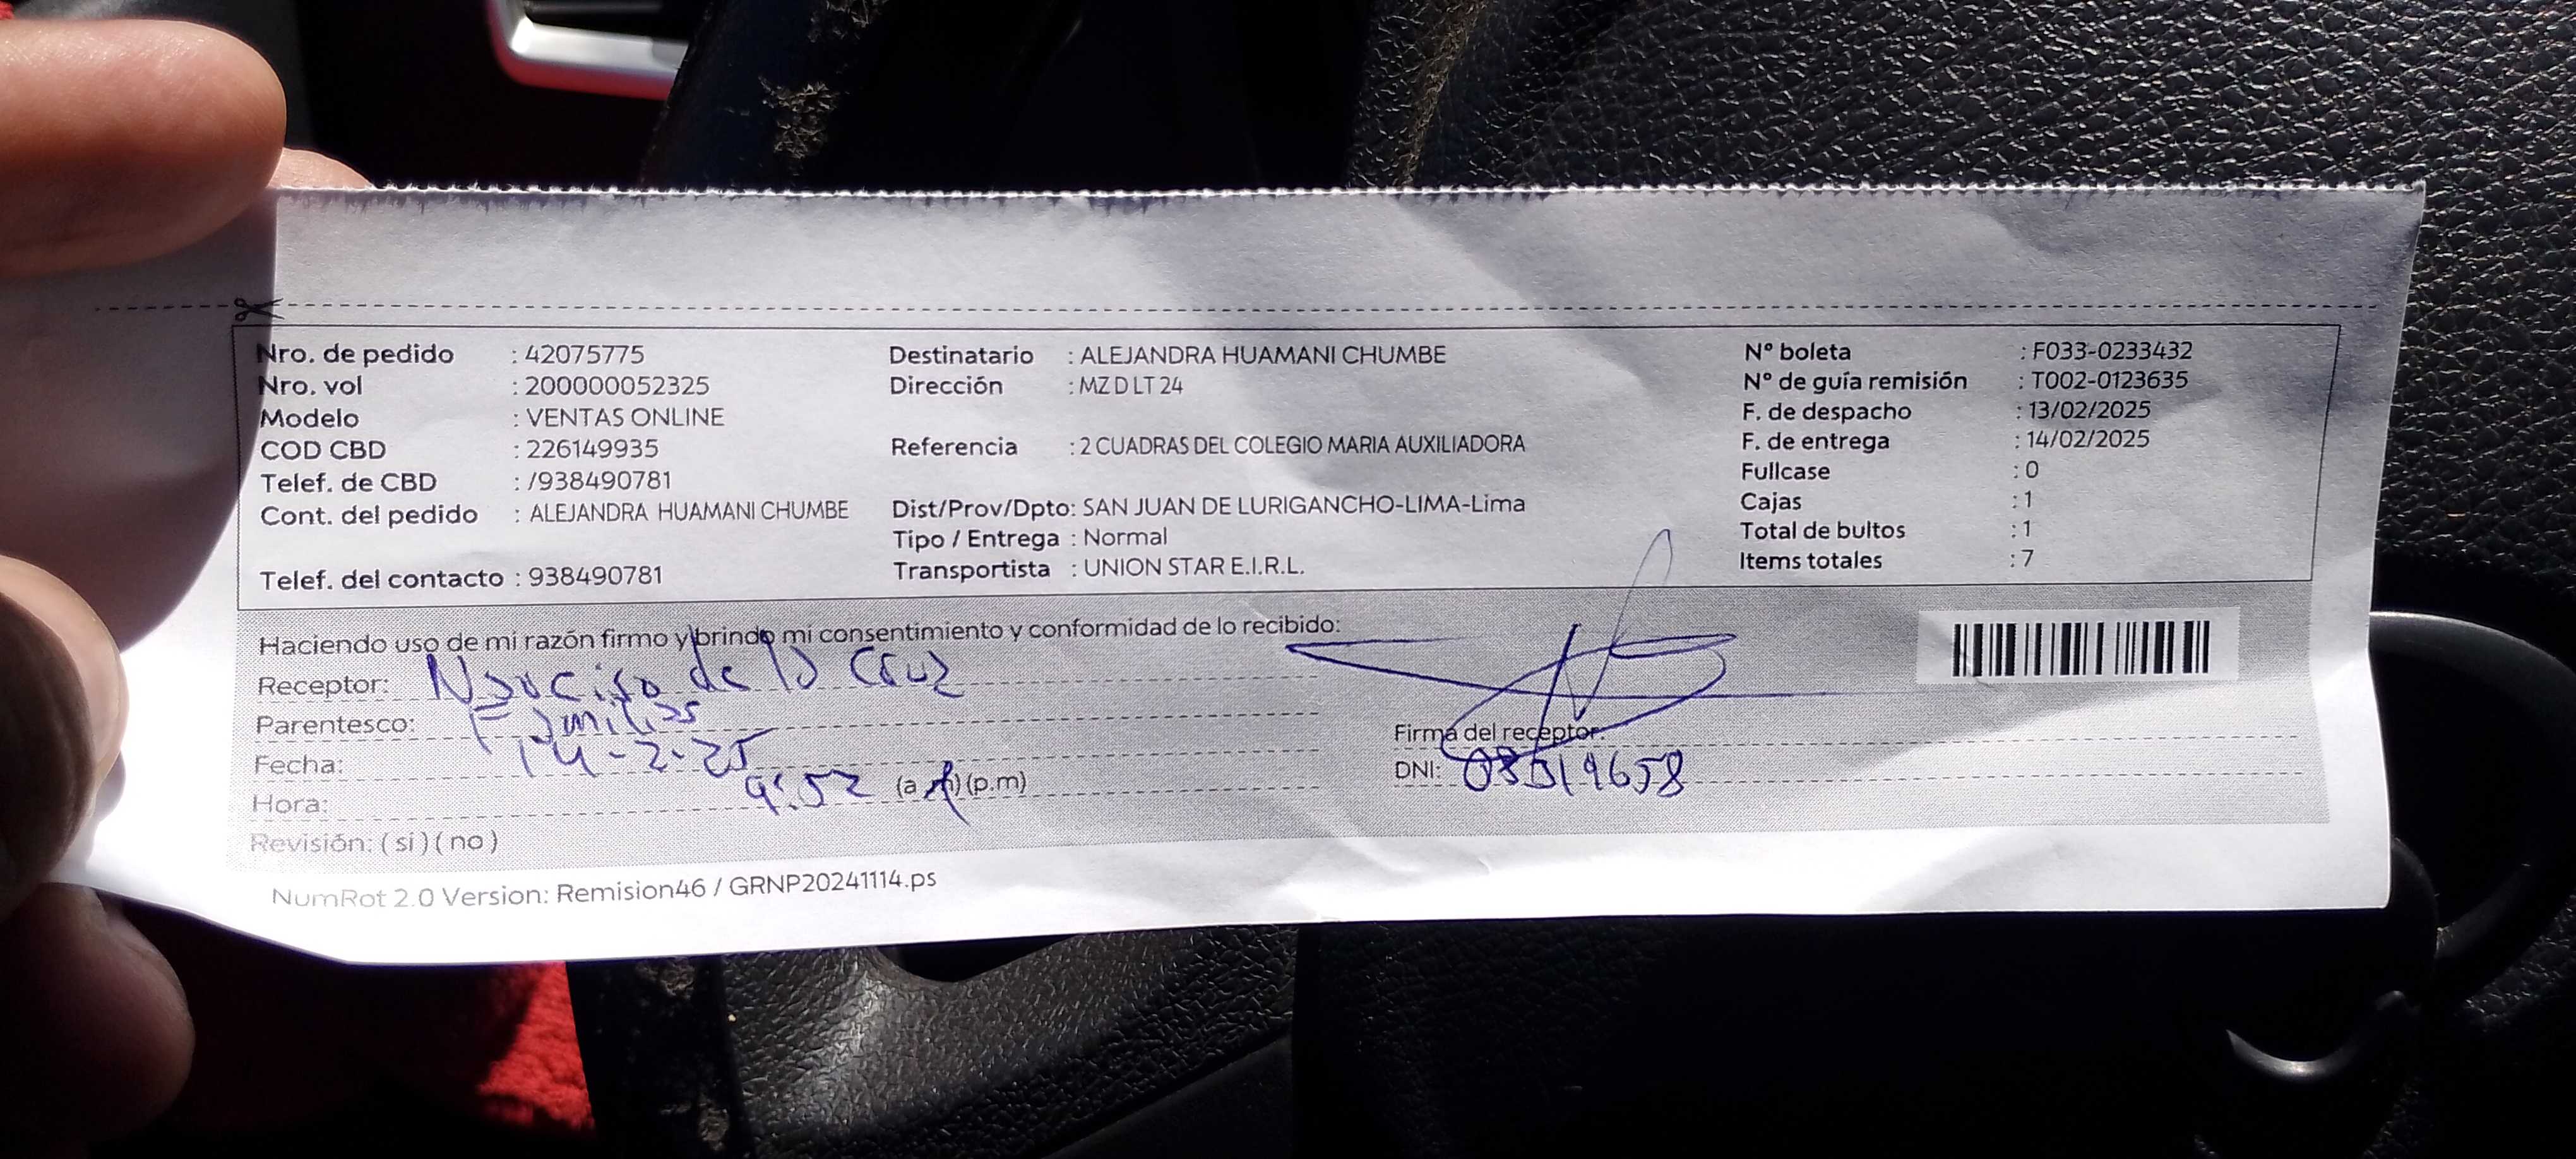 Nro. de pedido : 42075775
Nro. vol : 200000052325
Modelo : VENTAS ONLINE
COD CBD : 226149935
Telef. de CBD : /938490781
Cont. del pedido : ALEJANDRA HUAMANI CHUMBE
Telef. del contacto : 938490781
Destinatario : ALEJANDRA HUAMANI CHUMBE
Dirección : MZ D LT 24
Referencia : 2 CUADRAS DEL COLEGIO MARIA AUXILIADORA
Dist/Prov/Dpto: SAN JUAN DE LURIGANCHO-LIMA-Lima
Tipo / Entrega : Normal
Transportista : UNION STAR E.I.R.L.
N° boleta : F033-0233432
N° de guía remisión : T002-0123635
F. de despacho : 13/02/2025
F. de entrega : 14/02/2025
Fullcase : 0
Cajas : 1
Total de bultos : 1
Items totales : 7
Haciendo uso de mi razón firmo y brindo mi consentimiento y conformidad de lo recibido:
Receptor: Narciso de la Cruz
Parentesco: Familiar
Fecha: 14-2-25
Hora: 9:52 (a.m) (p.m)
Revisión: ( si ) ( no )
Firma del receptor:
DNI:
NumRot 2.0 Version: Remision46 / GRNP20241114.ps